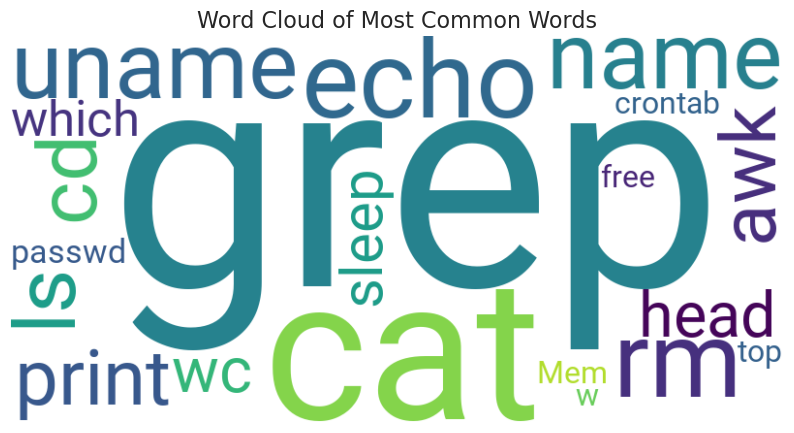 Word Cloud of Most Common Words
uname
echo
name
which
crontab
grep
awk
cd
free
sleep
passwd
ls
cat
head
rm
print
wc
Mem
top
w